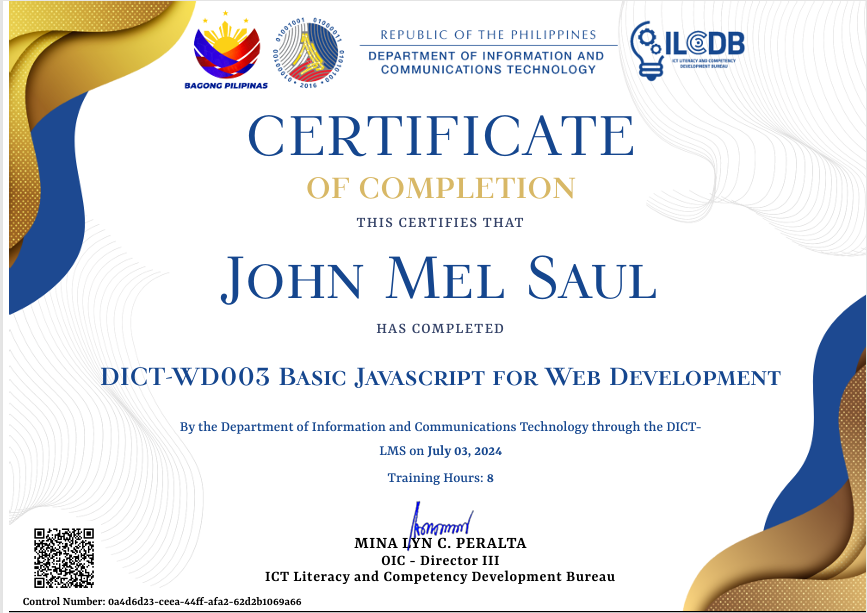 BAGONG PILIPINAS
01001001 01000011 01010100
2016
REPUBLIC OF THE PHILIPPINES
DEPARTMENT OF INFORMATION AND
COMMUNICATIONS TECHNOLOGY
ILCDB
ICT LITERACY AND COMPETENCY
DEVELOPMENT BUREAU
CERTIFICATE
OF COMPLETION
THIS CERTIFIES THAT
JOHN MEL SAUL
HAS COMPLETED
DICT-WD003 BASIC JAVASCRIPT FOR WEB DEVELOPMENT
By the Department of Information and Communications Technology through the DICT-
LMS on July 03, 2024
Training Hours: 8
MINA LYN C. PERALTA
OIC - Director III
ICT Literacy and Competency Development Bureau
Control Number: 0a4d6d23-ceea-44ff-afa2-62d2b1069a66